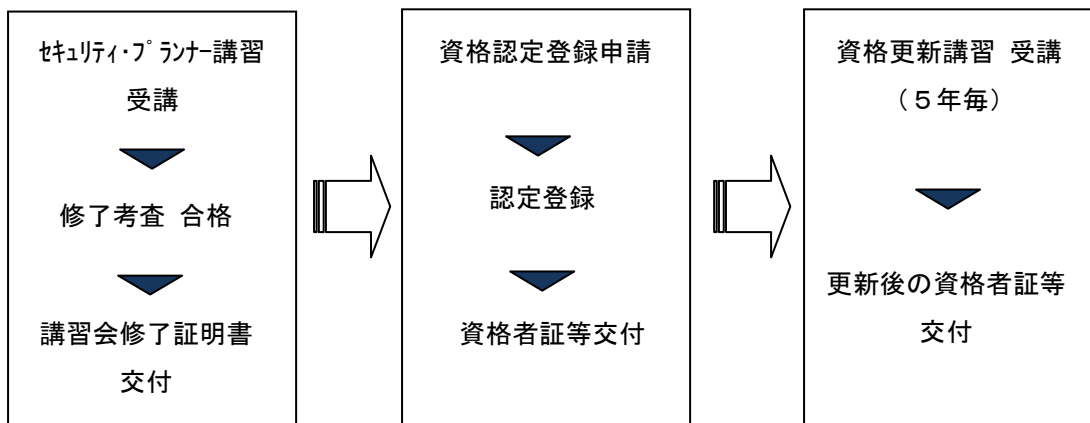 ｾｷｭﾘﾃｨ・ﾌﾟﾗﾝﾅｰ講習
受講
修了考査 合格
講習会修了証明書
交付
資格認定登録申請
認定登録
資格者証等交付
資格更新講習 受講
（５年毎）
更新後の資格者証等
交付